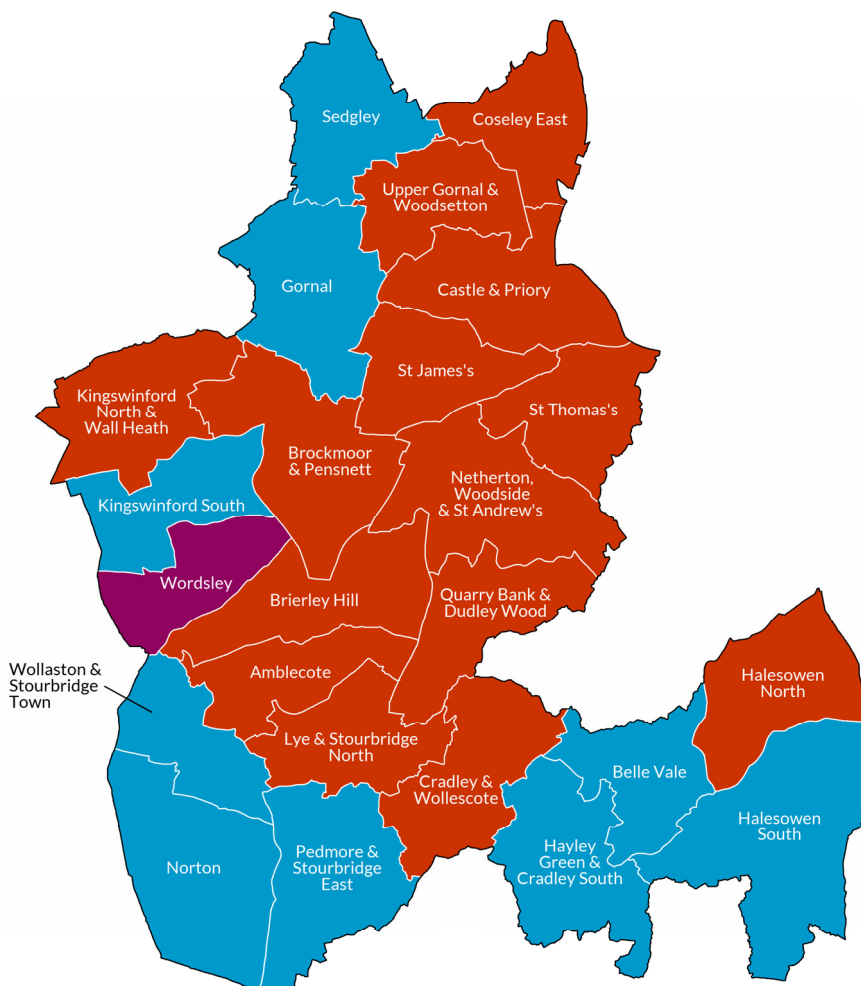 Sedgley
Coseley East
Upper Gornal &
Woodsetton
Gornal
Castle & Priory
St James's
St Thomas's
Kingswinford
North &
Wall Heath
Brockmoor
& Pensnett
Netherton,
Woodside
& St Andrew's
Kingswinford South
Wordsley
Brierley Hill
Quarry Bank &
Dudley Wood
Wollaston &
Stourbridge
Town
Amblecote
Halesowen
North
Lye & Stourbridge
North
Cradley &
Wollescote
Belle Vale
Halesowen
South
Norton
Pedmore &
Stourbridge
East
Hayley
Green &
Cradley South